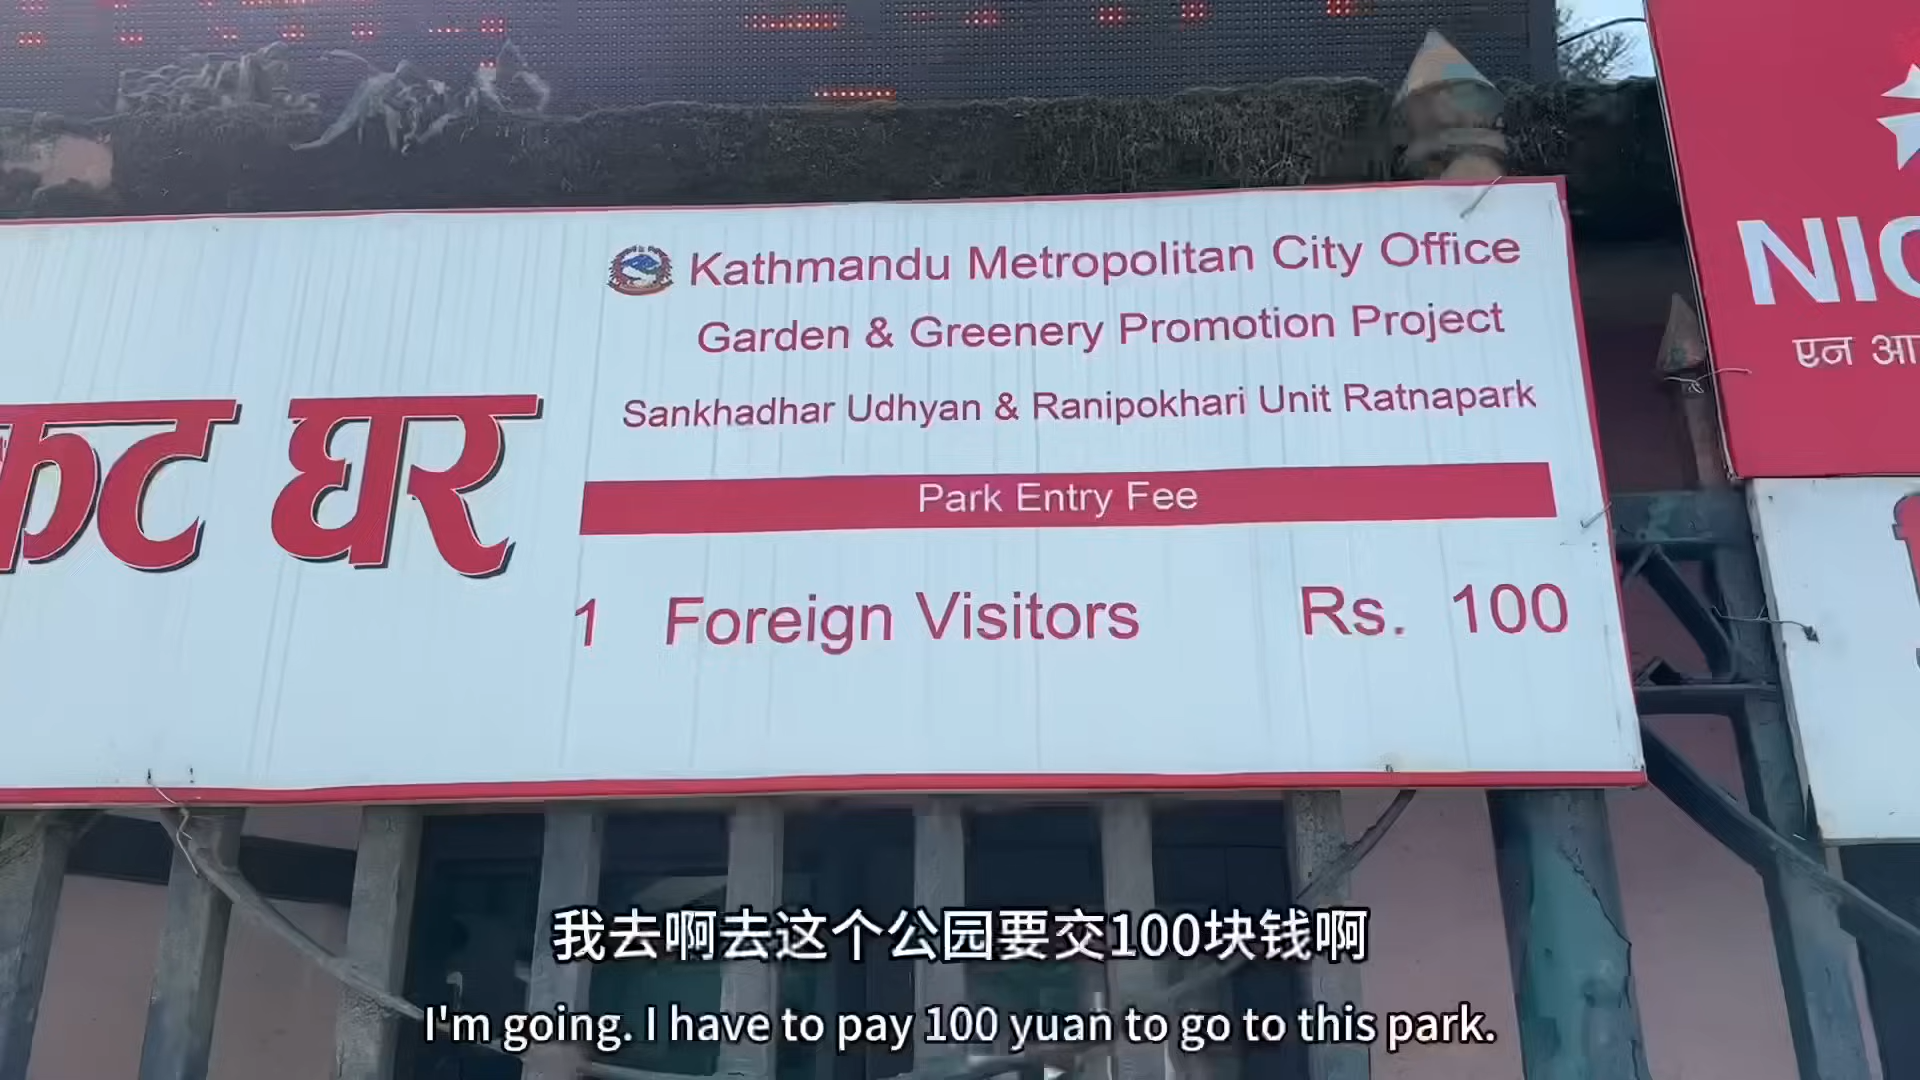 Kathmandu Metropolitan City Office
Garden & Greenery Promotion Project
Sankhadhar Udhyan & Ranipokhari Unit Ratnapark
घर
Park Entry Fee
1 Foreign Visitors Rs. 100
एन
我去啊去这个公园要交100块钱啊
I'm going. I have to pay 100 yuan to go to this park.